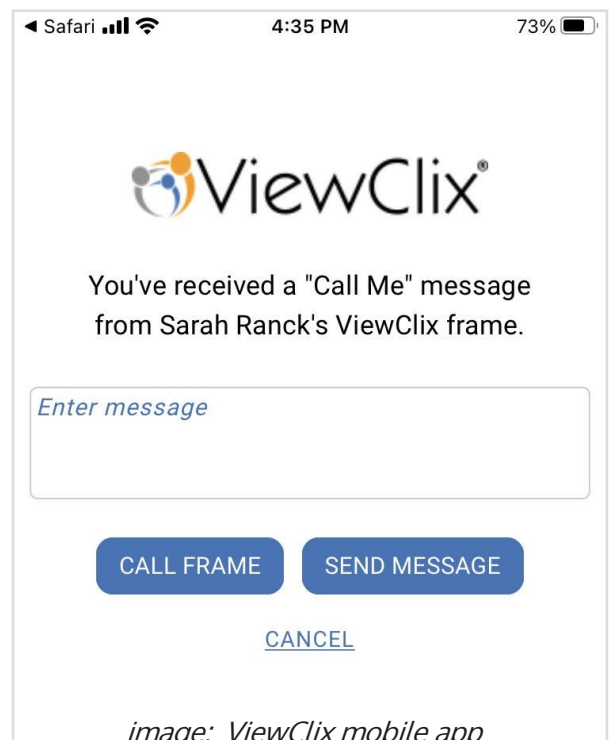 Safari 4:35 PM 73%
ViewClix®
You've received a "Call Me" message
from Sarah Ranck's ViewClix frame.
Enter message
CALL FRAME SEND MESSAGE
CANCEL
image: ViewClix mobile app